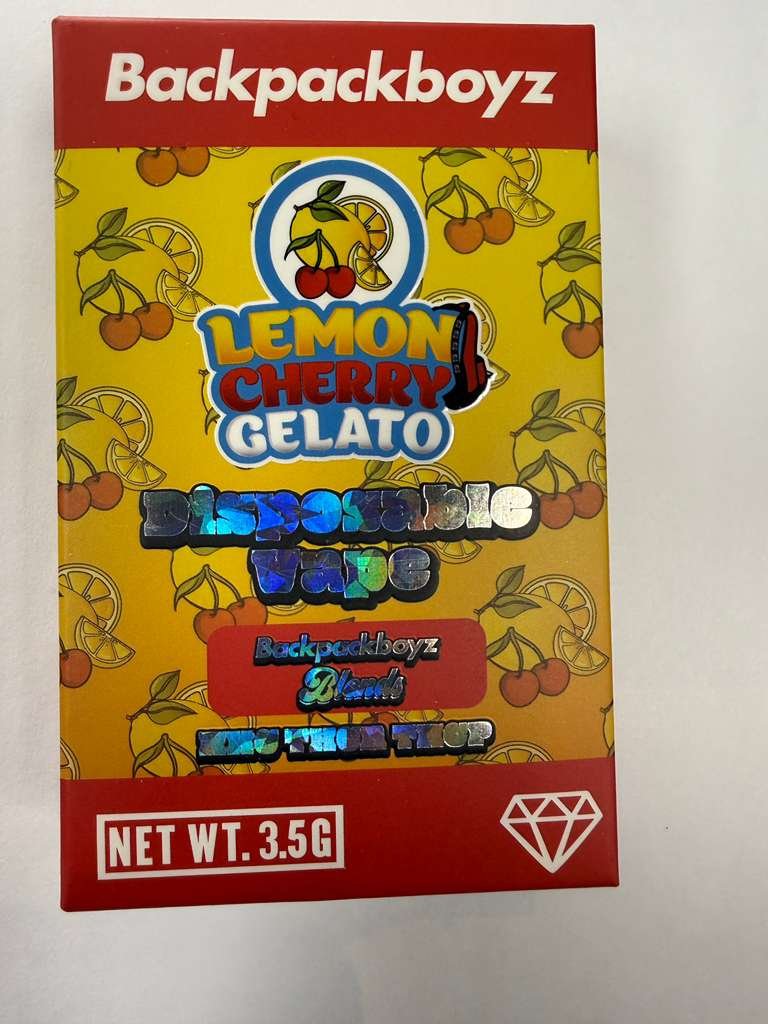 Backpackboyz
LEMON
CHERRY
GELATO
Disposable
Vape
Backpackboyz
Blends
NET WT. 3.5G